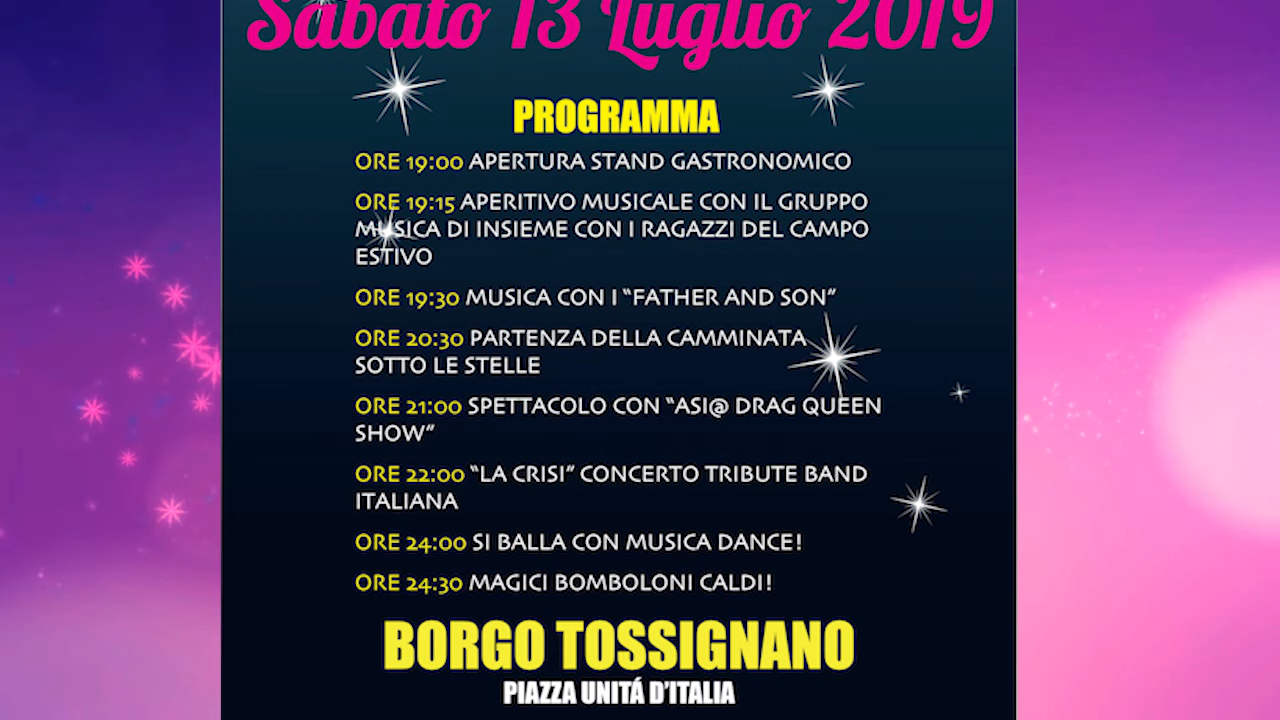 Sabato 13 Luglio 2019
PROGRAMMA
ORE 19:00 APERTURA STAND GASTRONOMICO
ORE 19:15 APERITIVO MUSICALE CON IL GRUPPO
MUSICA DI INSIEME CON I RAGAZZI DEL CAMPO
ESTIVO
ORE 19:30 MUSICA CON I “FATHER AND SON”
ORE 20:30 PARTENZA DELLA CAMMINATA
SOTTO LE STELLE
ORE 21:00 SPETTACOLO CON “ASI@ DRAG QUEEN
SHOW”
ORE 22:00 “LA CRISI” CONCERTO TRIBUTE BAND
ITALIANA
ORE 24:00 SI BALLA CON MUSICA DANCE!
ORE 24:30 MAGICI BOMBOLONI CALDI!
BORGO TOSSIGNANO
PIAZZA UNITÁ D’ITALIA